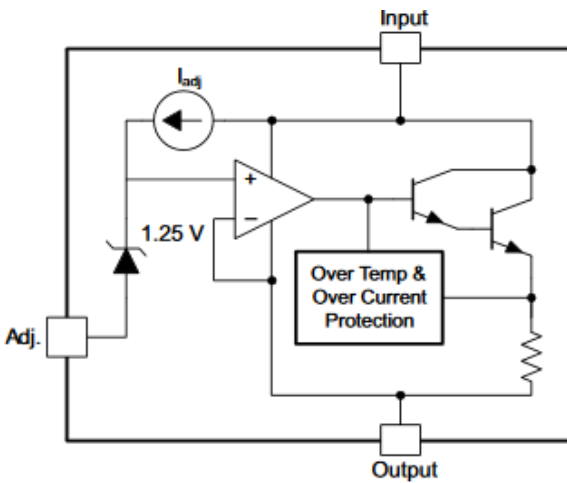 Input
Iadj
+
1.25 V
−
Over Temp &
Over Current
Protection
Adj.
Output